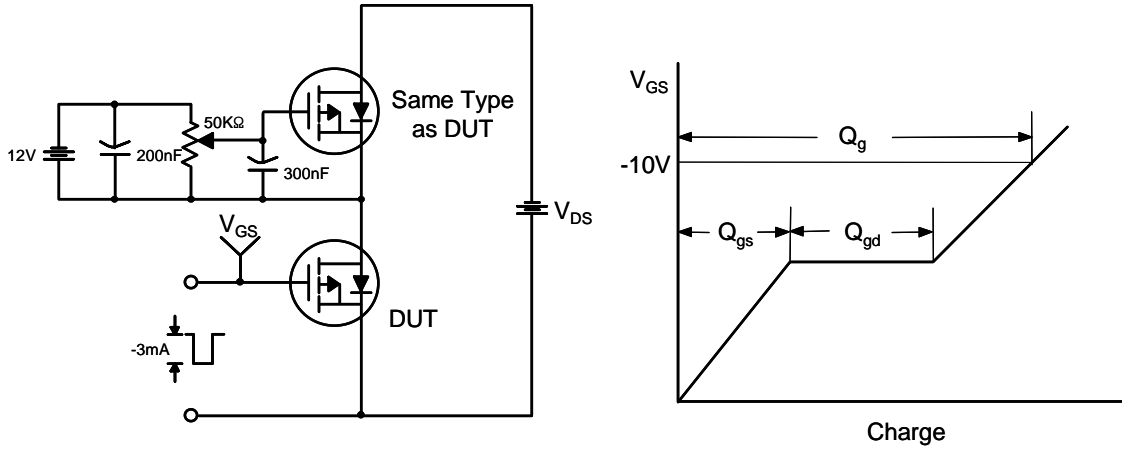 Same Type
as DUT
50KΩ
12V
200nF
300nF
V_DS
V_GS
DUT
-3mA
V_GS
Q_g
-10V
Q_gs
Q_gd
Charge